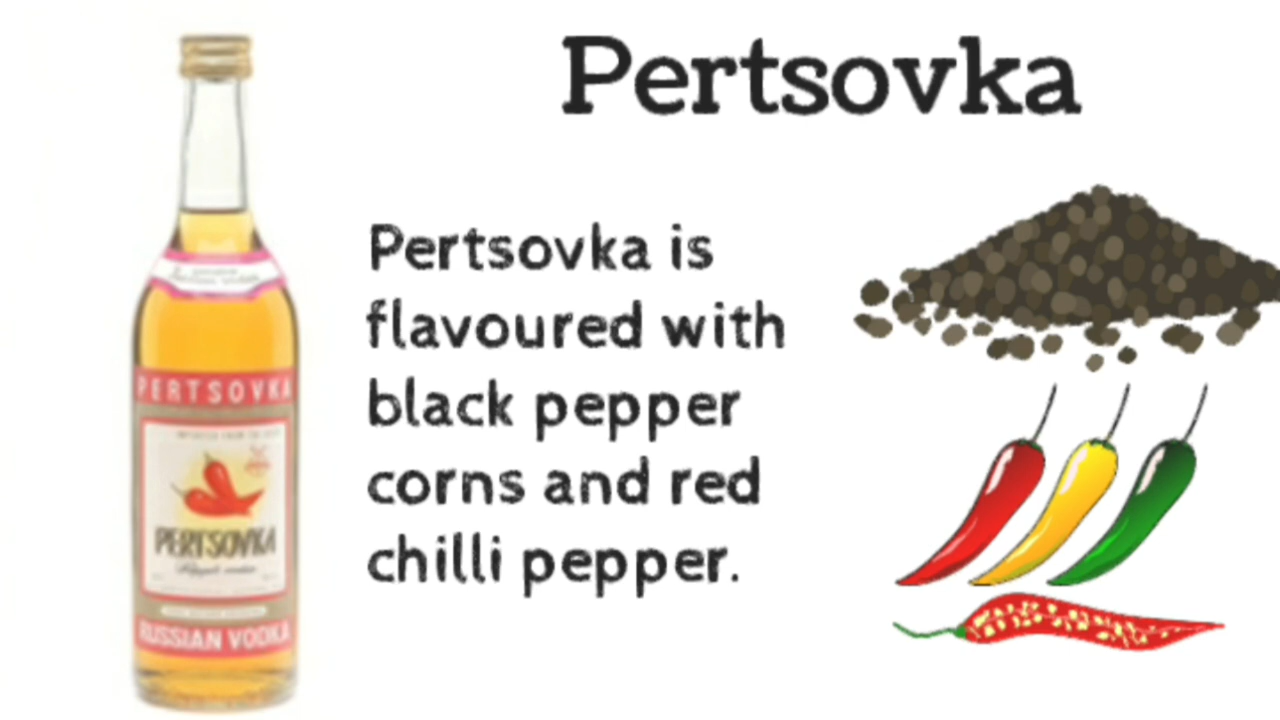 Pertsovka
Pertsovka is
flavoured with
black pepper
corns and red
chilli pepper.
PERTSOVKA
PERTSOVKA
RUSSIAN VODKA